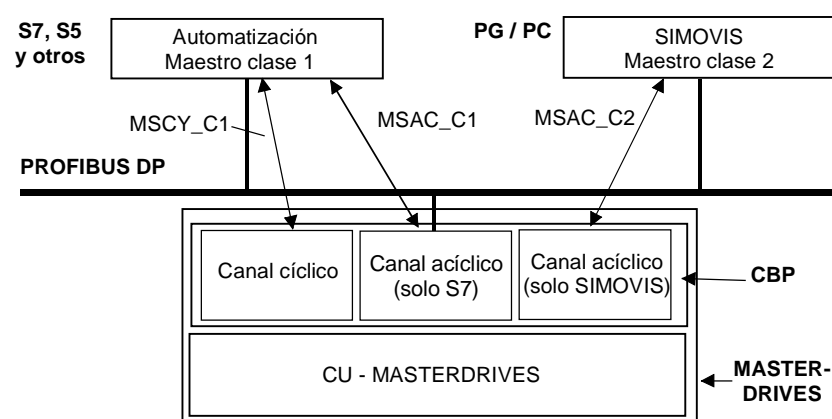 S7, S5
y otros
Automatización
Maestro clase 1
PG / PC
SIMOVIS
Maestro clase 2
MSCY_C1
MSAC_C1
MSAC_C2
PROFIBUS DP
Canal cíclico
Canal acíclico
(solo S7)
Canal acíclico
(solo SIMOVIS)
CBP
CU - MASTERDRIVES
MASTER-
DRIVES